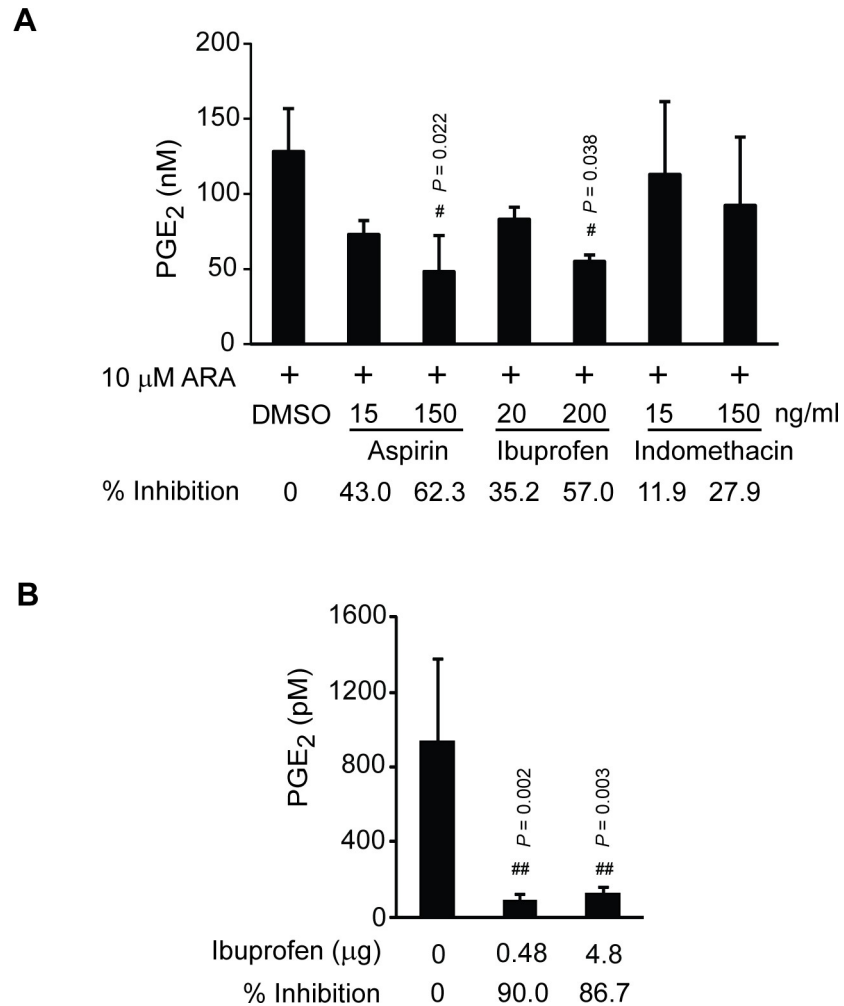 A
200
150
100
50
0
PGE2 (nM)
# P = 0.022
# P = 0.038
10 μM ARA + + + + + + +
DMSO 15 150 20 200 15 150 ng/ml
Aspirin Ibuprofen Indomethacin
% Inhibition 0 43.0 62.3 35.2 57.0 11.9 27.9
B
1600
1200
800
400
0
PGE2 (pM)
## P = 0.002
## P = 0.003
Ibuprofen (μg) 0 0.48 4.8
% Inhibition 0 90.0 86.7